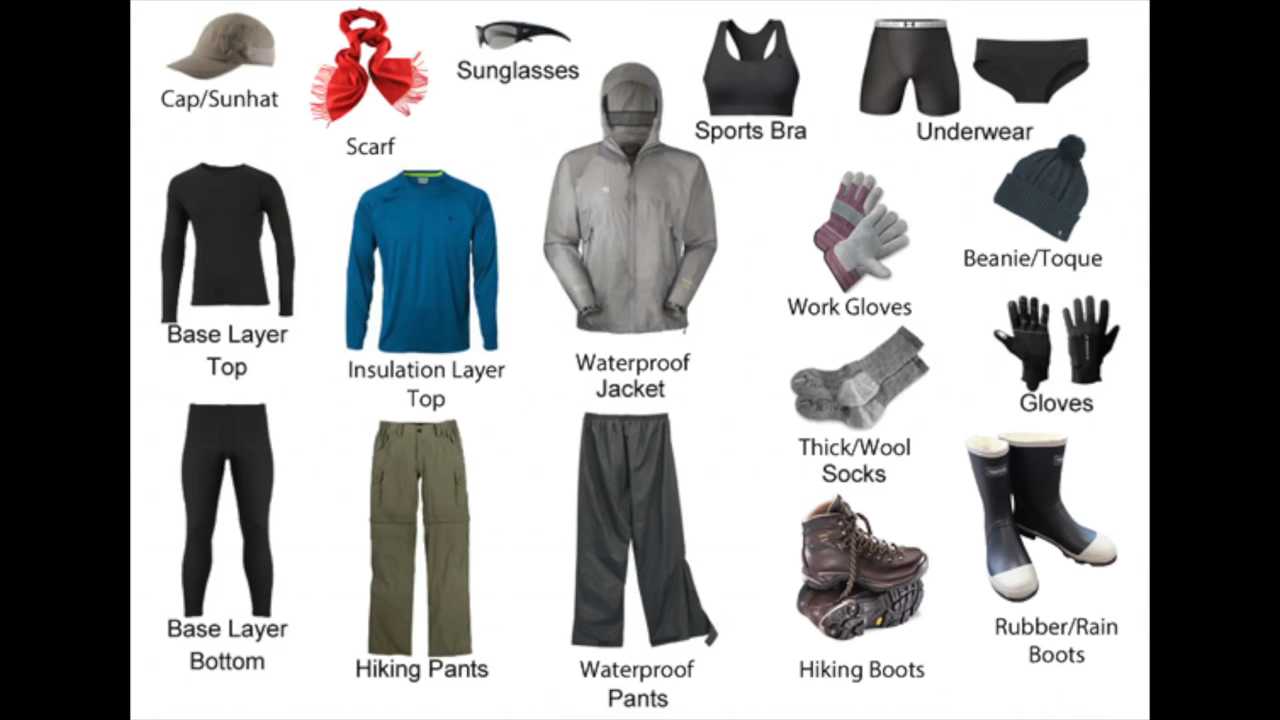 Cap/Sunhat
Scarf
Sunglasses
Sports Bra
Underwear
Base Layer
Top
Insulation Layer
Top
Waterproof
Jacket
Work Gloves
Beanie/Toque
Gloves
Thick/Wool
Socks
Base Layer
Bottom
Hiking Pants
Waterproof
Pants
Hiking Boots
Rubber/Rain
Boots